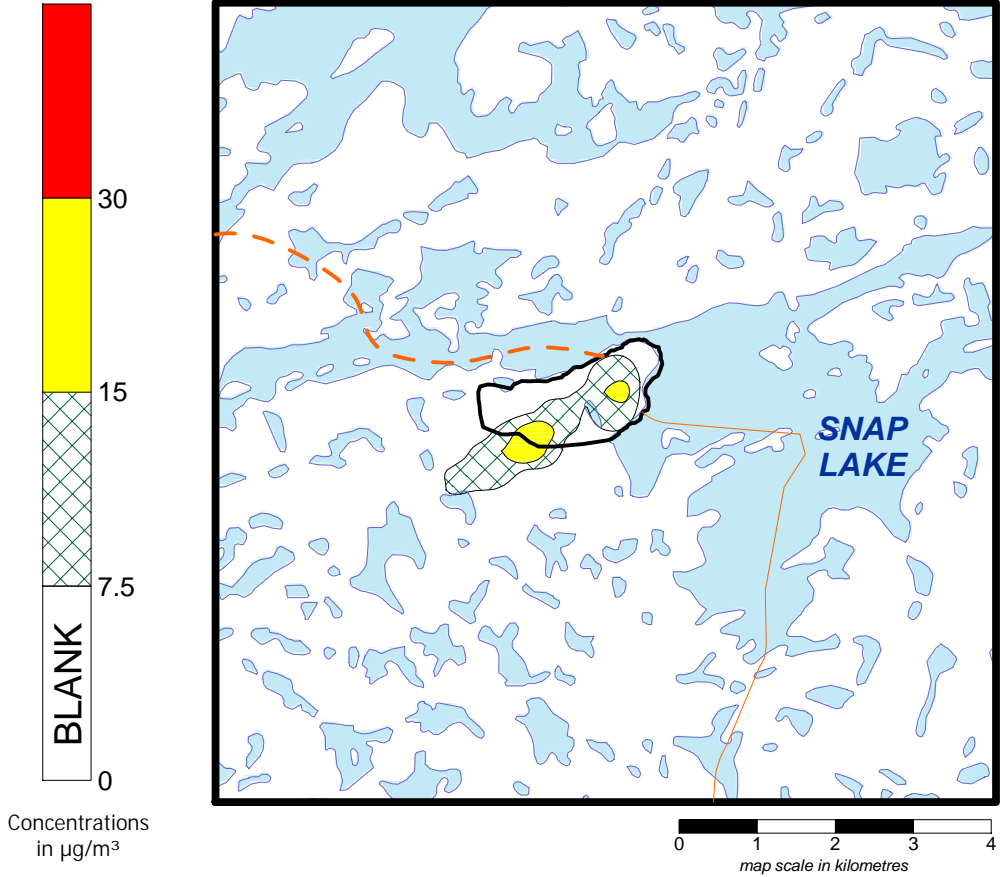 30
15
7.5
0
BLANK
Concentrations
in µg/m³
SNAP
LAKE
0 1 2 3 4
map scale in kilometres